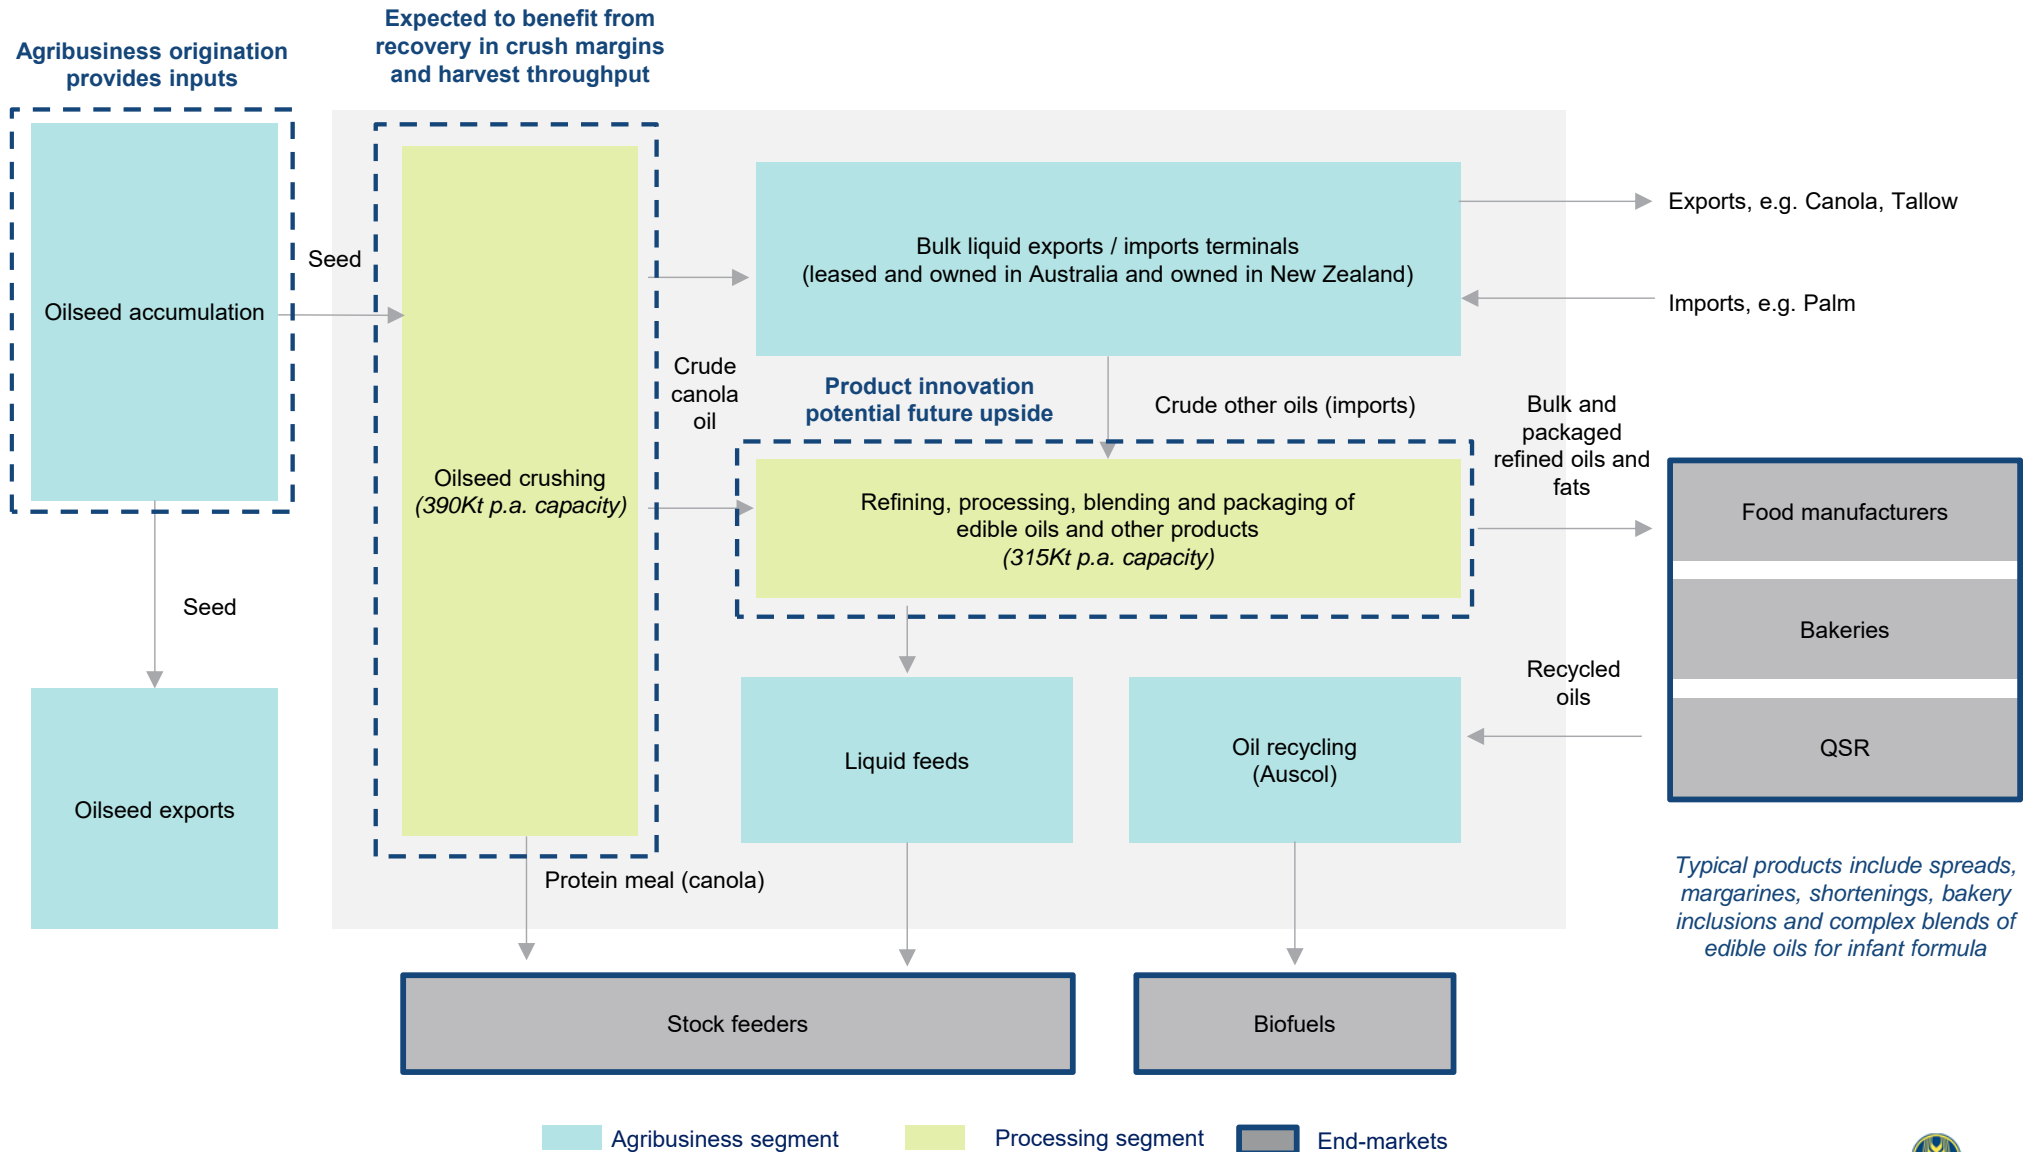 Expected to benefit from
recovery in crush margins
and harvest throughput
Agribusiness origination
provides inputs
Oilseed accumulation
Seed
Seed
Oilseed exports
Oilseed crushing
(390Kt p.a. capacity)
Crude
canola
oil
Protein meal (canola)
Bulk liquid exports / imports terminals
(leased and owned in Australia and owned in New Zealand)
Exports, e.g. Canola, Tallow
Imports, e.g. Palm
Product innovation
potential future upside
Crude other oils (imports)
Bulk and
packaged
refined oils and
fats
Refining, processing, blending and packaging of
edible oils and other products
(315Kt p.a. capacity)
Food manufacturers
Bakeries
QSR
Recycled
oils
Liquid feeds
Oil recycling
(Auscol)
Typical products include spreads,
margarines, shortenings, bakery
inclusions and complex blends of
edible oils for infant formula
Stock feeders
Biofuels
Agribusiness segment
Processing segment
End-markets